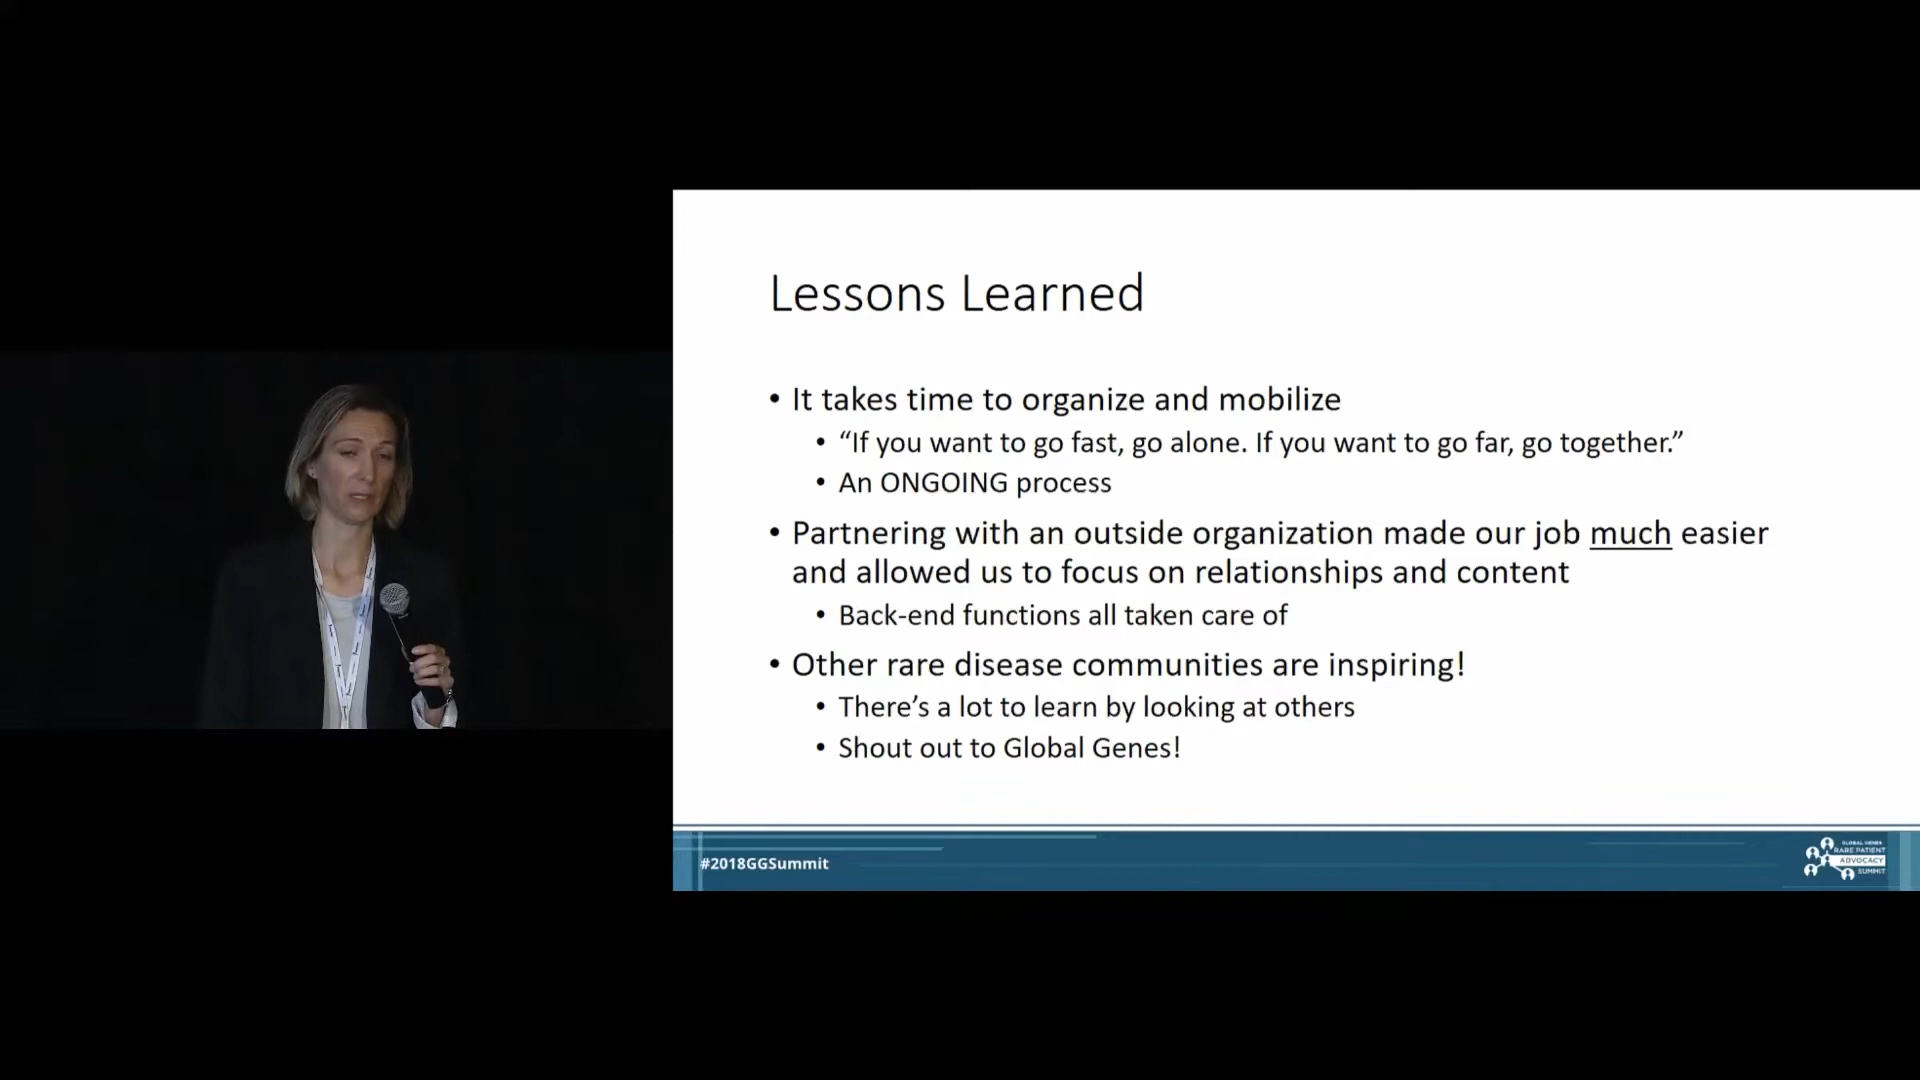 Lessons Learned
• It takes time to organize and mobilize
• “If you want to go fast, go alone. If you want to go far, go together.”
• An ONGOING process
• Partnering with an outside organization made our job much easier
and allowed us to focus on relationships and content
• Back-end functions all taken care of
• Other rare disease communities are inspiring!
• There’s a lot to learn by looking at others
• Shout out to Global Genes!
#2018GGSummit
GLOBAL GENES
RARE PATIENT
ADVOCACY
SUMMIT